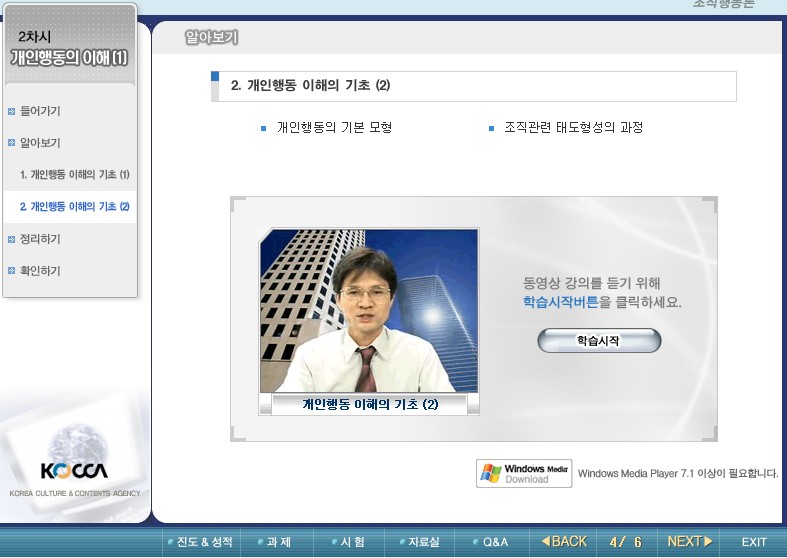 조직행동론
2차시
개인행동의 이해(1)
들어가기
알아보기
1. 개인행동 이해의 기초 (1)
2. 개인행동 이해의 기초 (2)
정리하기
확인하기
KOCCA
KOREA CULTURE & CONTENTS AGENCY
알아보기
2. 개인행동 이해의 기초 (2)
개인행동의 기본 모형
조직관련 태도형성의 과정
개인행동 이해의 기초 (2)
동영상 강의를 듣기 위해
학습시작버튼을 클릭하세요.
학습시작
Windows Media
Download
Windows Media Player 7.1 이상이 필요합니다.
진도 & 성적
과 제
시 험
자료실
Q&A
◀BACK
4/ 6
NEXT▶
EXIT